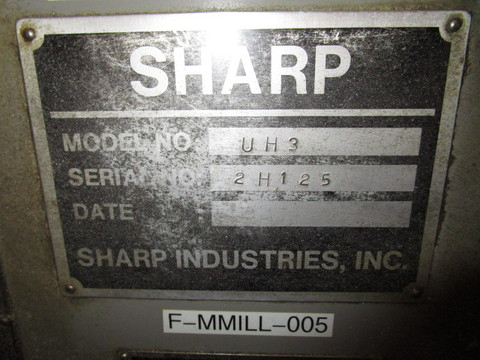 SHARP
MODEL NO. UH3
SERIAL NO. 2H125
DATE
SHARP INDUSTRIES, INC.
F-MMILL-005